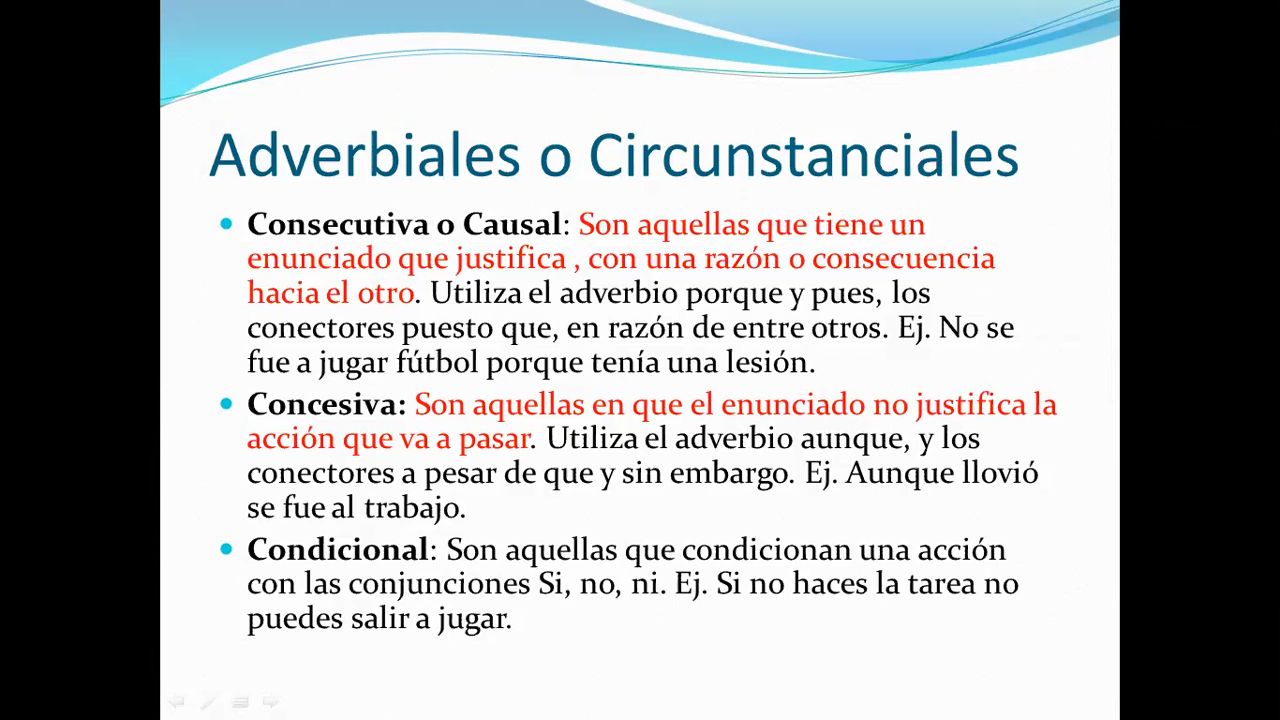 Adverbiales o Circunstanciales
• Consecutiva o Causal: Son aquellas que tiene un
enunciado que justifica , con una razón o consecuencia
hacia el otro. Utiliza el adverbio porque y pues, los
conectores puesto que, en razón de entre otros. Ej. No se
fue a jugar fútbol porque tenía una lesión.
• Concesiva: Son aquellas en que el enunciado no justifica la
acción que va a pasar. Utiliza el adverbio aunque, y los
conectores a pesar de que y sin embargo. Ej. Aunque llovió
se fue al trabajo.
• Condicional: Son aquellas que condicionan una acción
con las conjunciones Si, no, ni. Ej. Si no haces la tarea no
puedes salir a jugar.